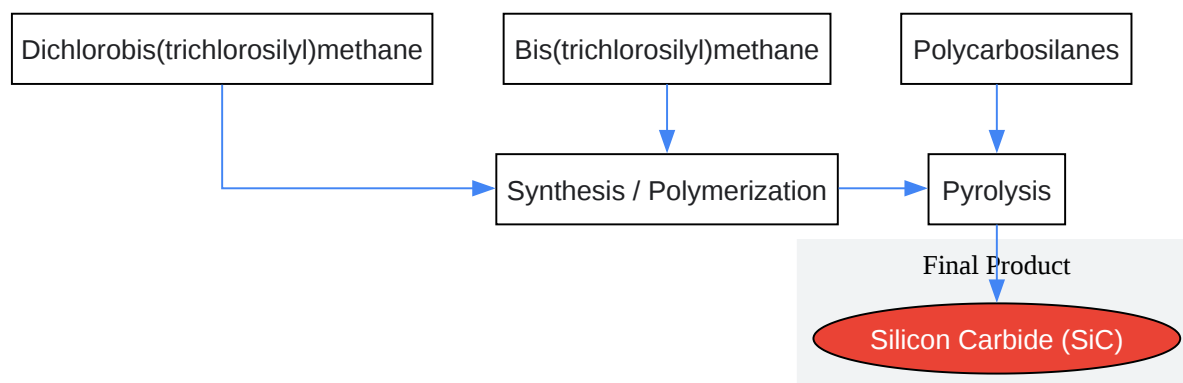 Dichlorobis(trichlorosilyl)methane
Bis(trichlorosilyl)methane
Polycarbosilanes
Synthesis / Polymerization
Pyrolysis
Final Product
Silicon Carbide (SiC)